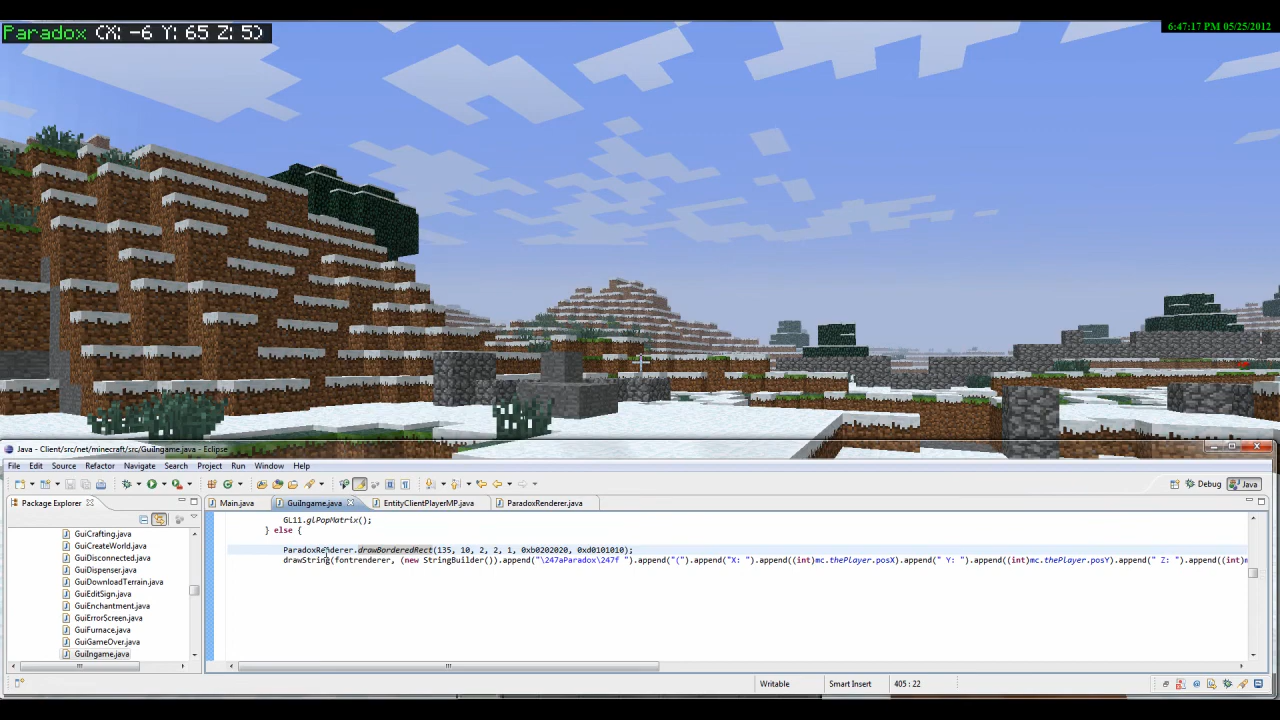 Paradox (X: -6 Y: 65 Z: 5)
6:47:17 PM 05/25/2012
Java - Client/src/net/minecraft/src/GuiIngame.java - Eclipse
File Edit Source Refactor Navigate Search Project Run Window Help
Debug Java
Package Explorer
Main.java GuiIngame.java EntityClientPlayerMP.java ParadoxRenderer.java
GuiCrafting.java
GuiCreateWorld.java
GuiDisconnected.java
GuiDispenser.java
GuiDownloadTerrain.java
GuiEditSign.java
GuiEnchantment.java
GuiErrorScreen.java
GuiFurnace.java
GuiGameOver.java
GuiIngame.java
GL11.glPopMatrix();
} else {
ParadoxRenderer.drawBorderedRect(135, 10, 2, 2, 1, 0xb0202020, 0xd0101010);
drawString(fontrenderer, (new StringBuilder()).append("\247aParadox\247f ").append("(").append("X: ").append((int)mc.thePlayer.posX).append(" Y: ").append((int)mc.thePlayer.posY).append(" Z: ").append((int)m
Writable Smart Insert 405 : 22